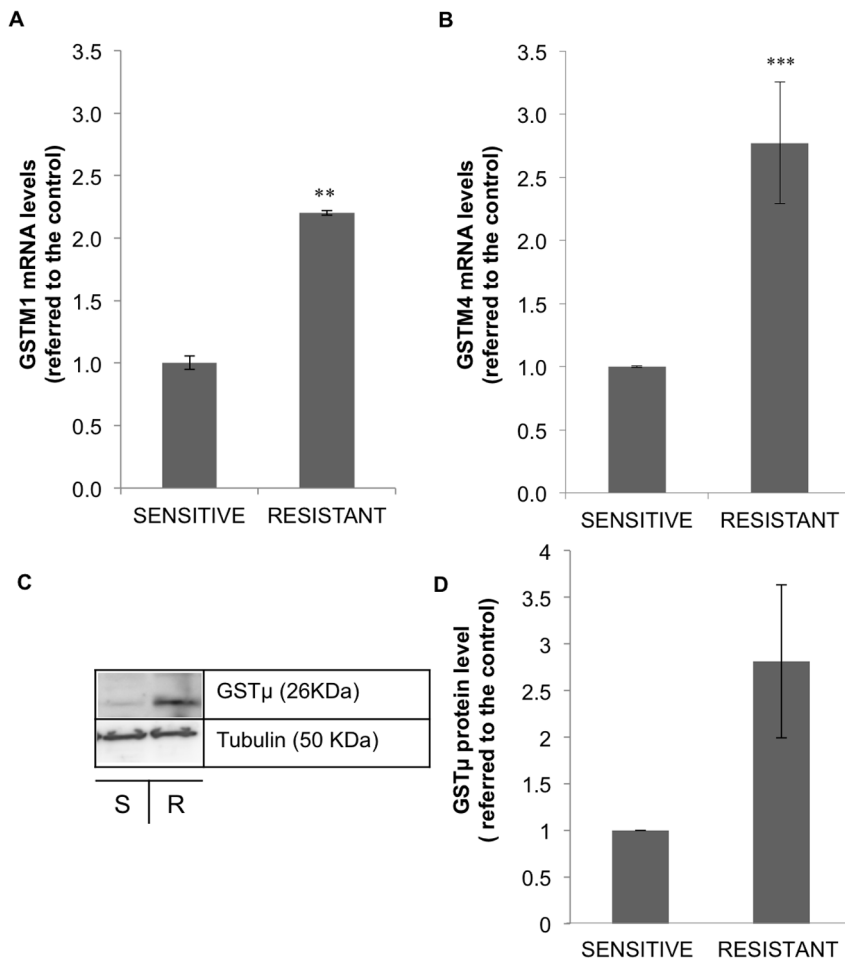 A
GSTM1 mRNA levels
(referred to the control)
3.5
3.0
2.5
2.0
1.5
1.0
0.5
0.0
**
SENSITIVE RESISTANT
B
GSTM4 mRNA levels
(referred to the control)
3.5
3.0
2.5
2.0
1.5
1.0
0.5
0.0
***
SENSITIVE RESISTANT
C
GSTµ (26KDa)
Tubulin (50 KDa)
S R
D
GSTµ protein level
( referred to the control)
4
3.5
3
2.5
2
1.5
1
0.5
0
SENSITIVE RESISTANT